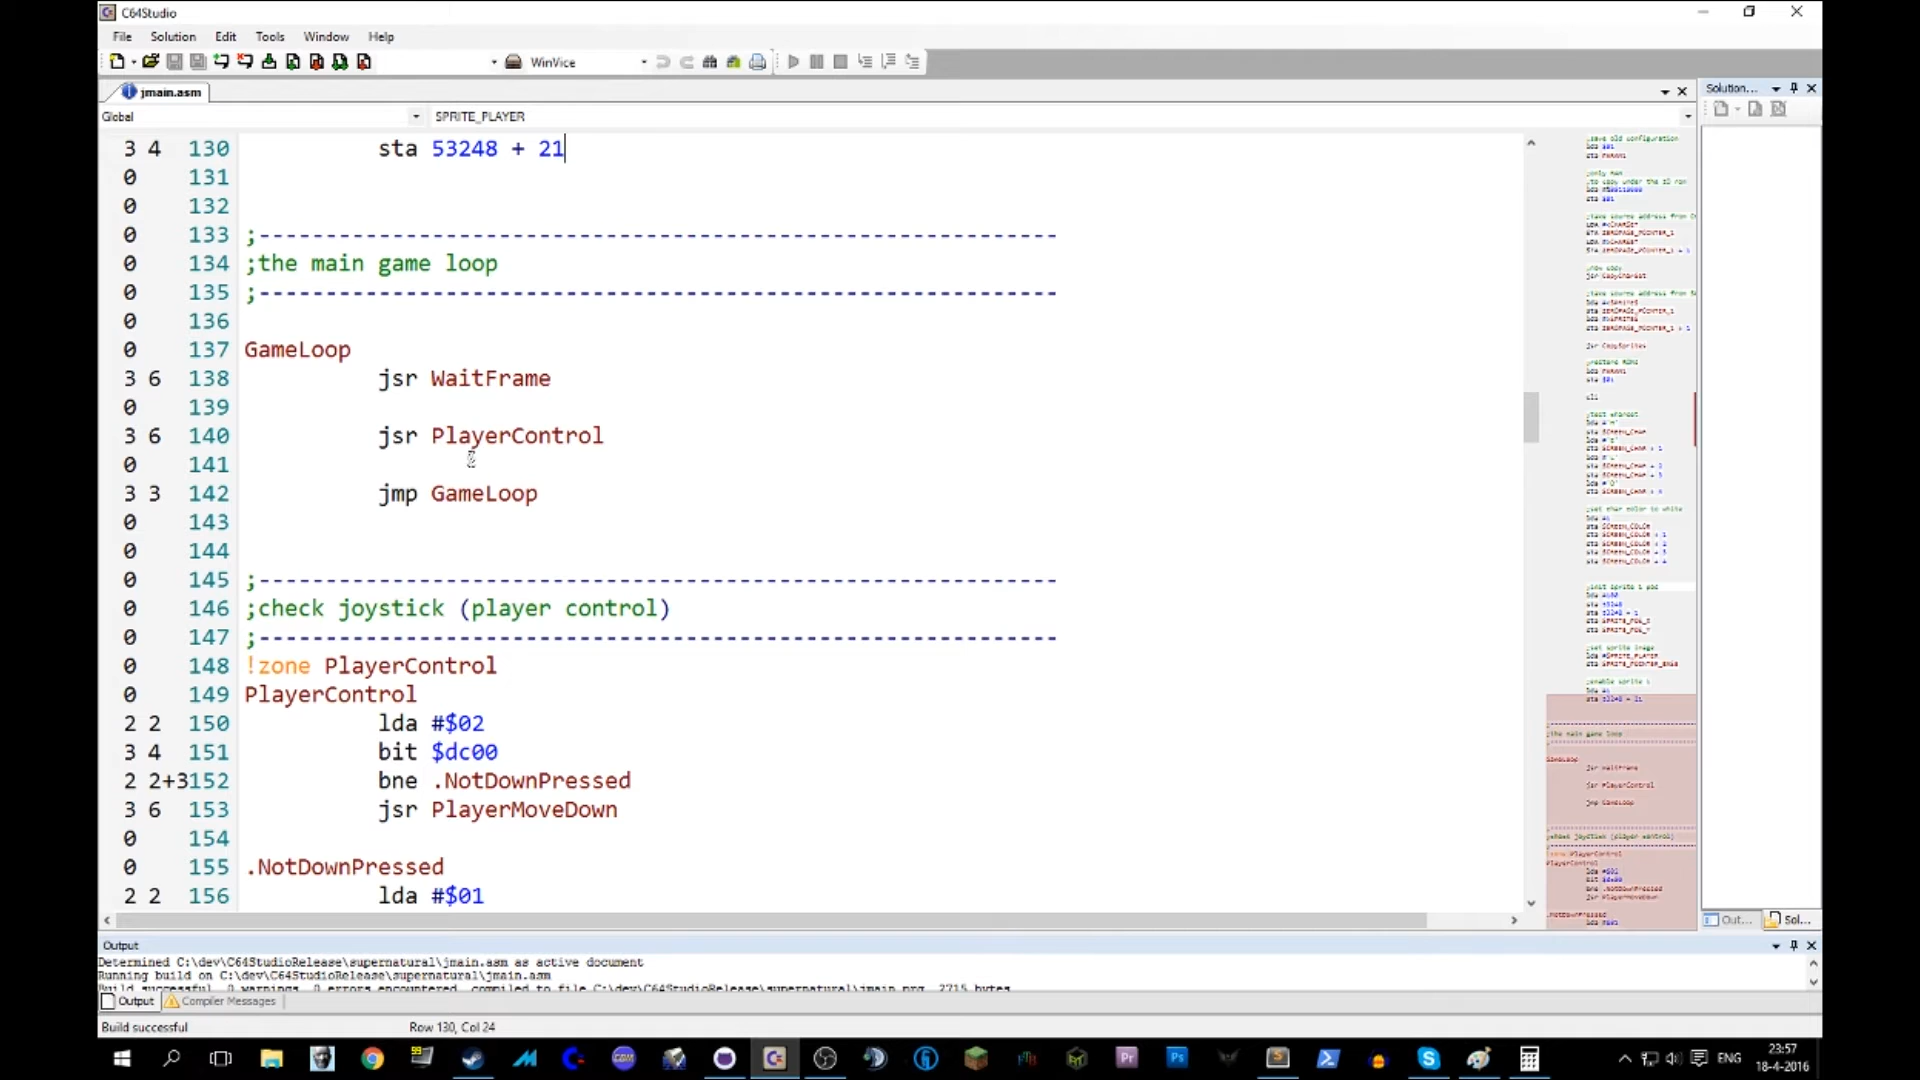 C64Studio
File Solution Edit Tools Window Help
WinVice
jmain.asm
Solution...
Global SPRITE_PLAYER
3 4 130 sta 53248 + 21
0 131
0 132
0 133 ;------------------------------------------------------------
0 134 ;the main game loop
0 135 ;------------------------------------------------------------
0 136
0 137 GameLoop
3 6 138 jsr WaitFrame
0 139
3 6 140 jsr PlayerControl
0 141
3 3 142 jmp GameLoop
0 143
0 144
0 145 ;------------------------------------------------------------
0 146 ;check joystick (player control)
0 147 ;------------------------------------------------------------
0 148 !zone PlayerControl
0 149 PlayerControl
2 2 150 lda #$02
3 4 151 bit $dc00
2 2+3152 bne .NotDownPressed
3 6 153 jsr PlayerMoveDown
0 154
0 155 .NotDownPressed
2 2 156 lda #$01
Out... Sol...
Output
Determined C:\dev\C64StudioRelease\supernatural\jmain.asm as active document
Running build on C:\dev\C64StudioRelease\supernatural\jmain.asm
Build successful, 0 warnings, 0 errors encountered, compiled to file C:\dev\C64StudioRelease\supernatural\jmain.prg, 2715 bytes
Output Compiler Messages
Build successful Row 130, Col 24
ENG 23:57
18-4-2016